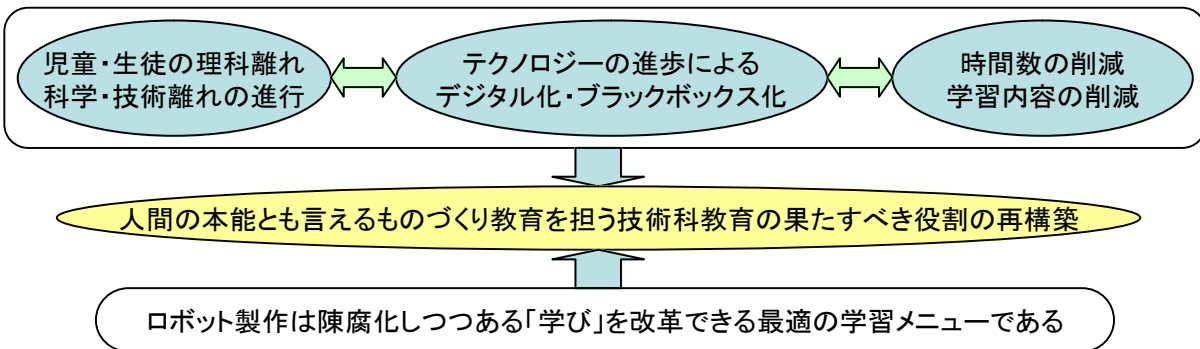 児童・生徒の理科離れ
科学・技術離れの進行
テクノロジーの進歩による
デジタル化・ブラックボックス化
時間数の削減
学習内容の削減
人間の本能とも言えるものづくり教育を担う技術科教育の果たすべき役割の再構築
ロボット製作は陳腐化しつつある「学び」を改革できる最適の学習メニューである